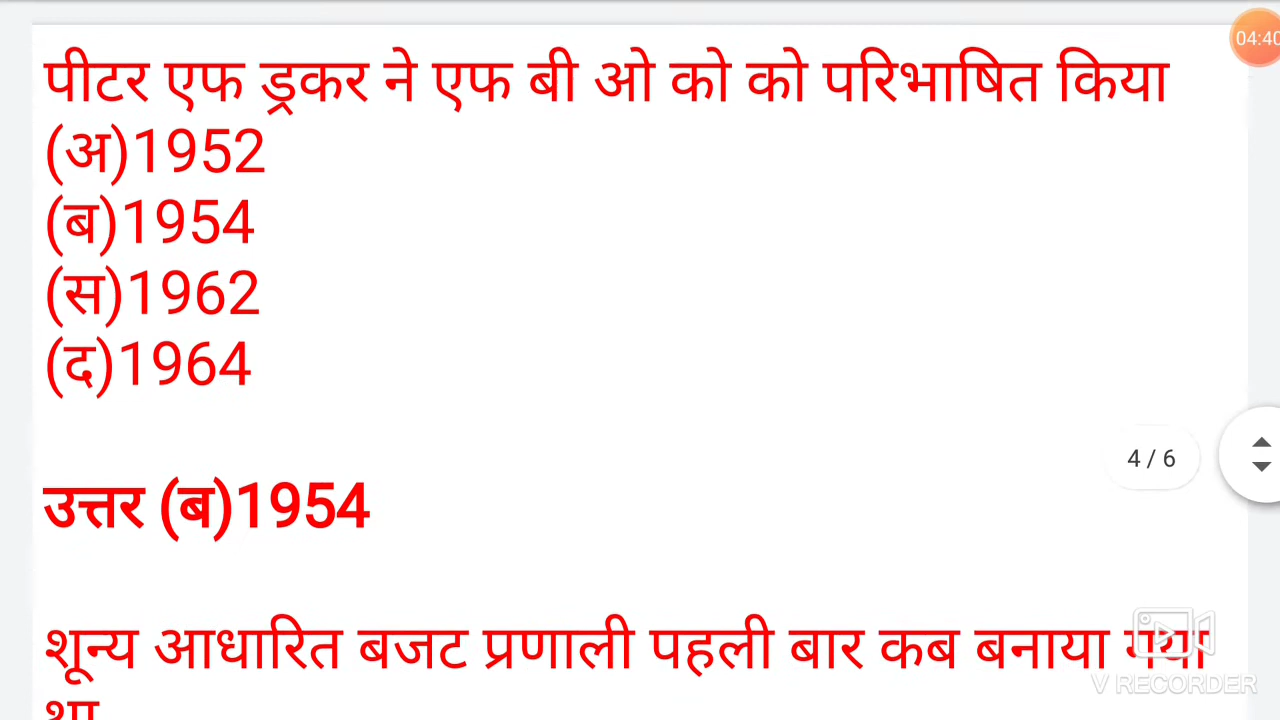 04:40
पीटर एफ ड्रकर ने एफ बी ओ को को परिभाषित किया
(अ)1952
(ब)1954
(स)1962
(द)1964
4 / 6
उत्तर (ब)1954
शून्य आधारित बजट प्रणाली पहली बार कब बनाया गया
था
V RECORDER